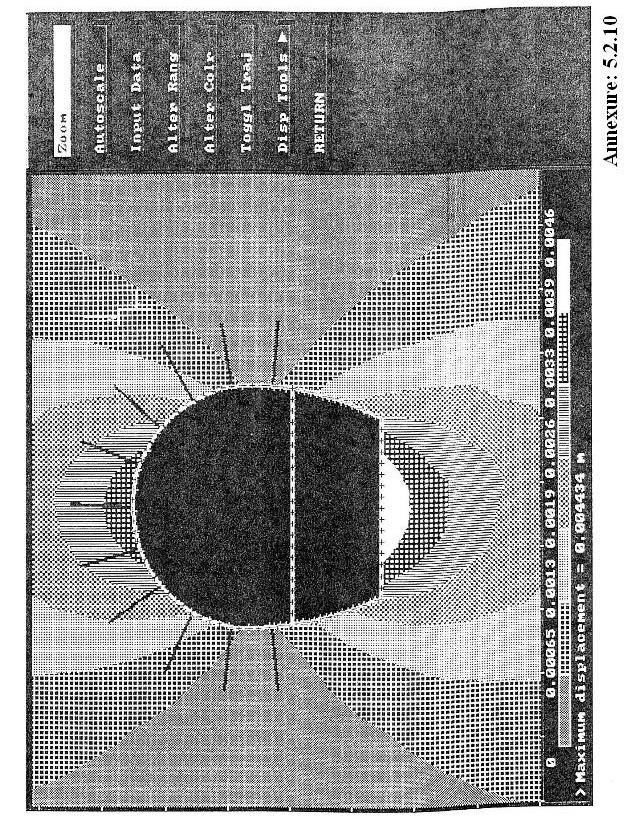 Annexure: 5.2.10
Zoom
Autoscale
Input Data
Alter Rang
Alter Colr
Toggl Traj
Disp Tools ▶
RETURN
0 0.00065 0.0013 0.0019 0.0026 0.0033 0.0039 0.0046
> Maximum displacement = 0.004434 m